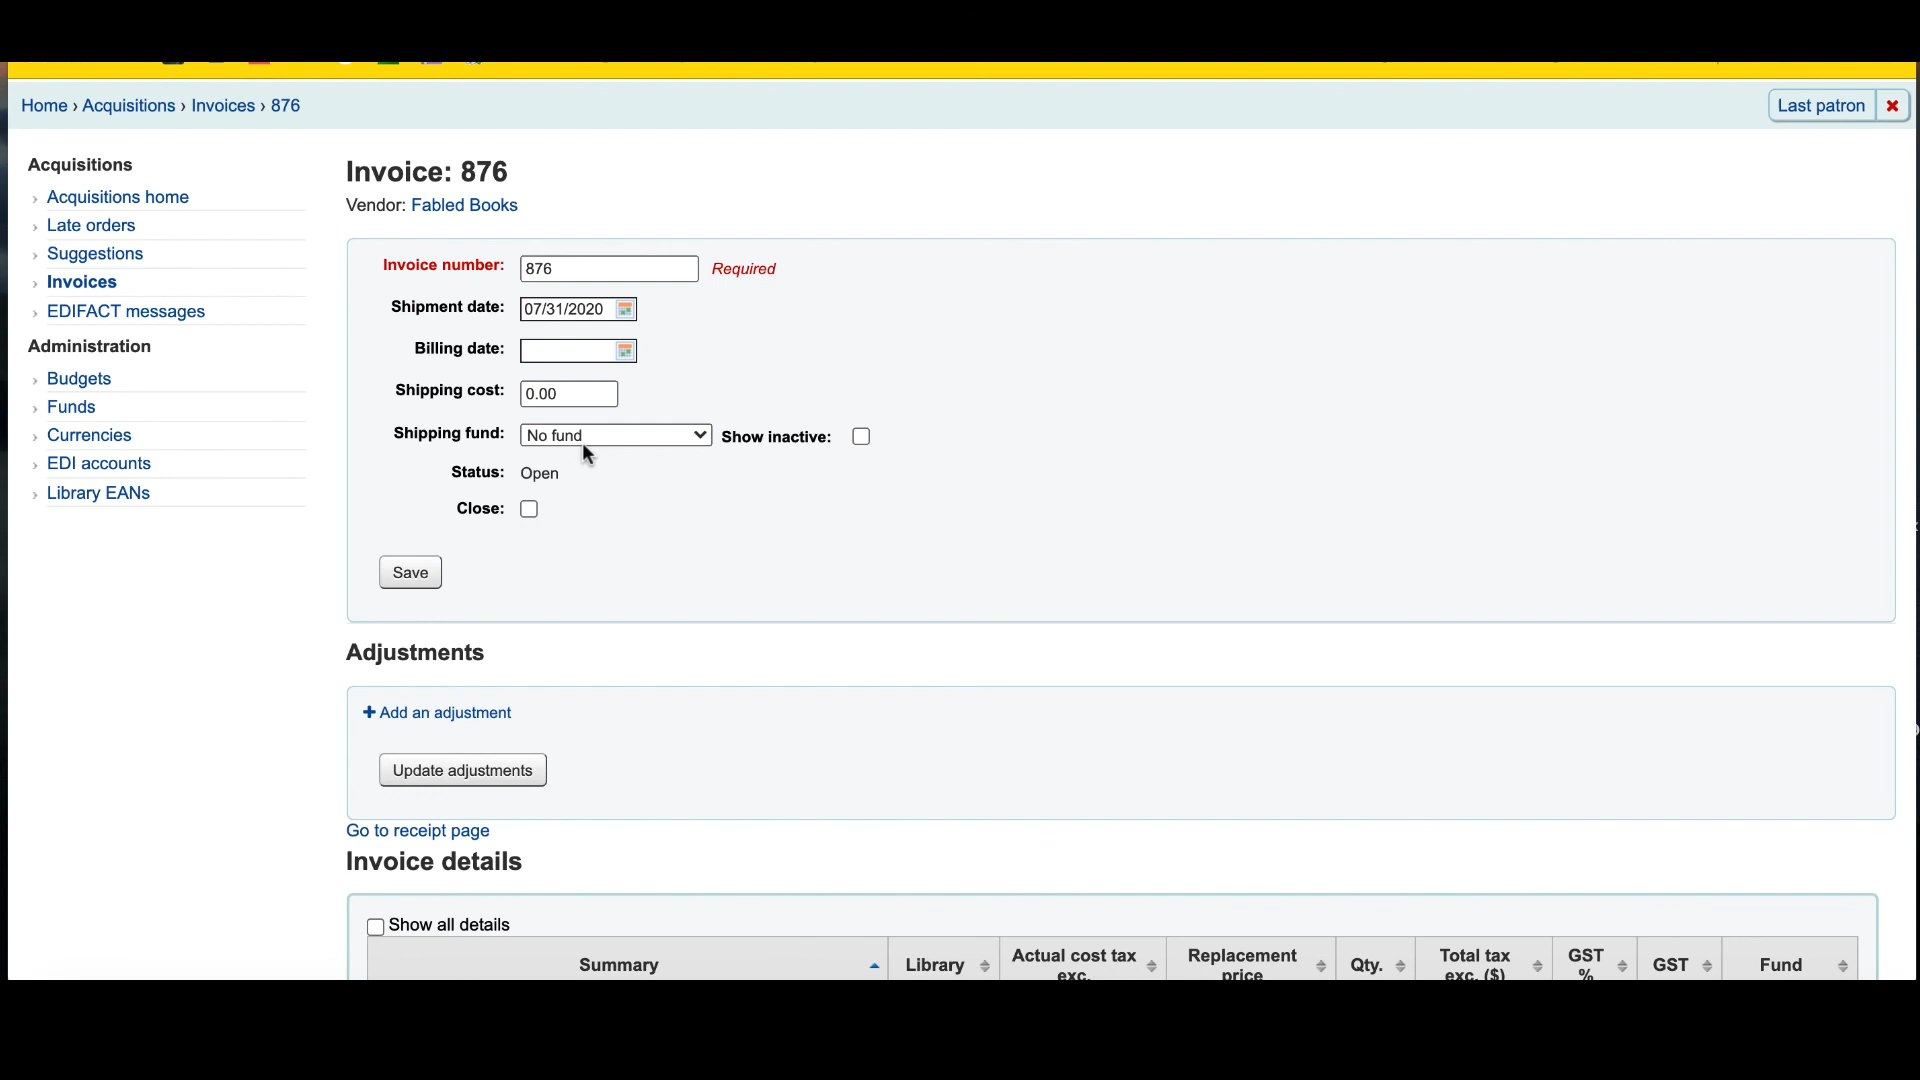 Home › Acquisitions › Invoices › 876
Last patron
Acquisitions
Acquisitions home
Late orders
Suggestions
Invoices
EDIFACT messages
Administration
Budgets
Funds
Currencies
EDI accounts
Library EANs
Invoice: 876
Vendor: Fabled Books
Invoice number: 876 Required
Shipment date: 07/31/2020
Billing date:
Shipping cost: 0.00
Shipping fund: No fund Show inactive:
Status: Open
Close:
Save
Adjustments
+ Add an adjustment
Update adjustments
Go to receipt page
Invoice details
Show all details
Summary Library Actual cost tax exc. Replacement price Qty. Total tax exc. ($) GST % GST Fund